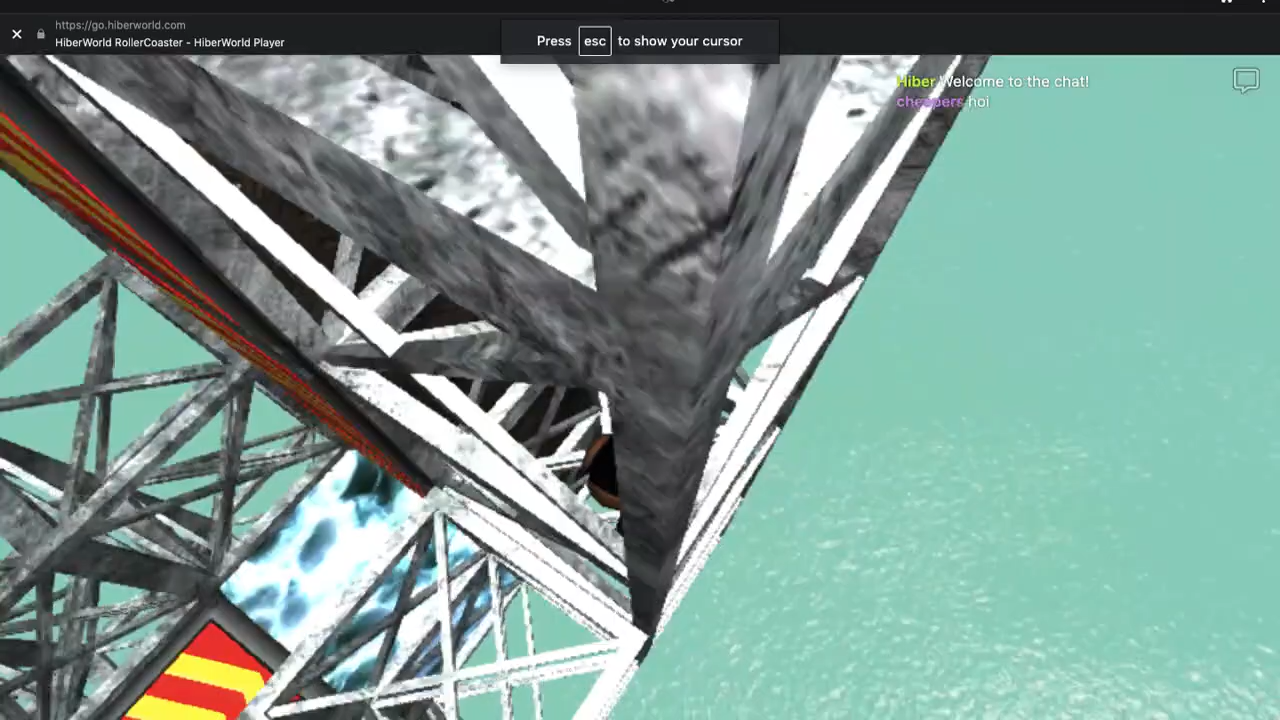 https://go.hiberworld.com
HiberWorld RollerCoaster - HiberWorld Player
Press esc to show your cursor
Hiber Welcome to the chat!
cheapers hoi